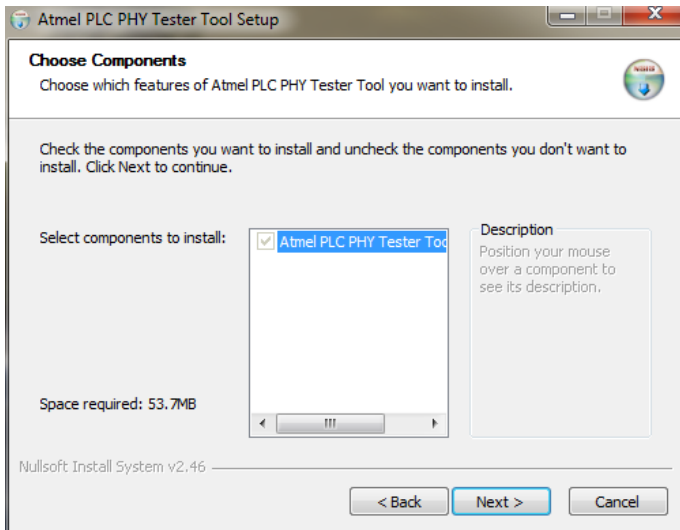 Atmel PLC PHY Tester Tool Setup
Choose Components
Choose which features of Atmel PLC PHY Tester Tool you want to install.
Check the components you want to install and uncheck the components you don't want to
install. Click Next to continue.
Select components to install:
Atmel PLC PHY Tester Too
Description
Position your mouse
over a component to
see its description.
Space required: 53.7MB
Nullsoft Install System v2.46
< Back
Next >
Cancel